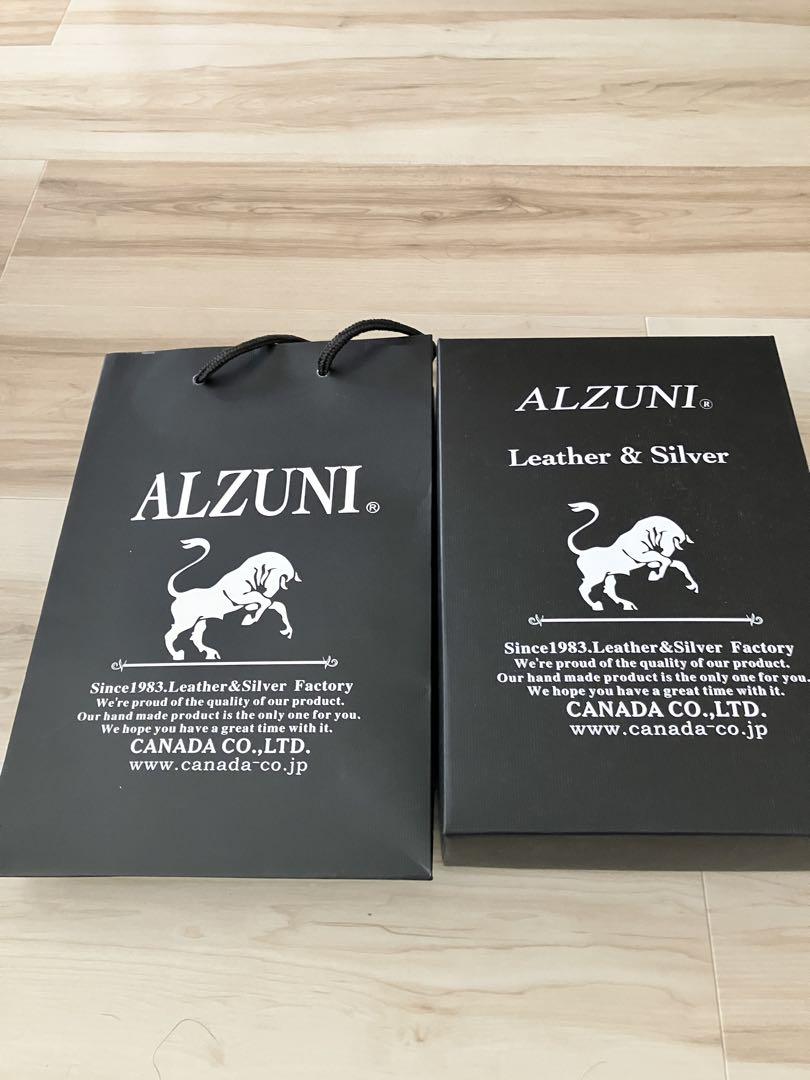 ALZUNI®
Since1983.Leather&Silver Factory
We're proud of the quality of our product.
Our hand made product is the only one for you.
We hope you have a great time with it.
CANADA CO.,LTD.
www.canada-co.jp
ALZUNI®
Leather & Silver
Since1983.Leather&Silver Factory
We're proud of the quality of our product.
Our hand made product is the only one for you.
We hope you have a great time with it.
CANADA CO.,LTD.
www.canada-co.jp